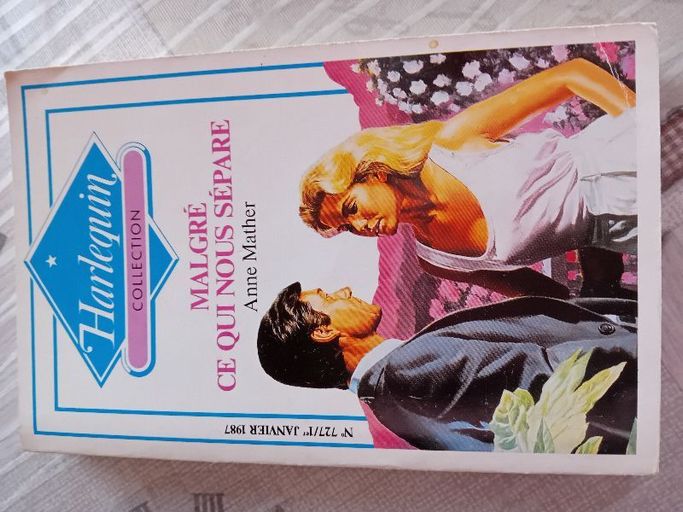 Harlequin
COLLECTION
MALGRÉ
CE QUI NOUS SÉPARE
Anne Mather
N° 727/1er JANVIER 1987